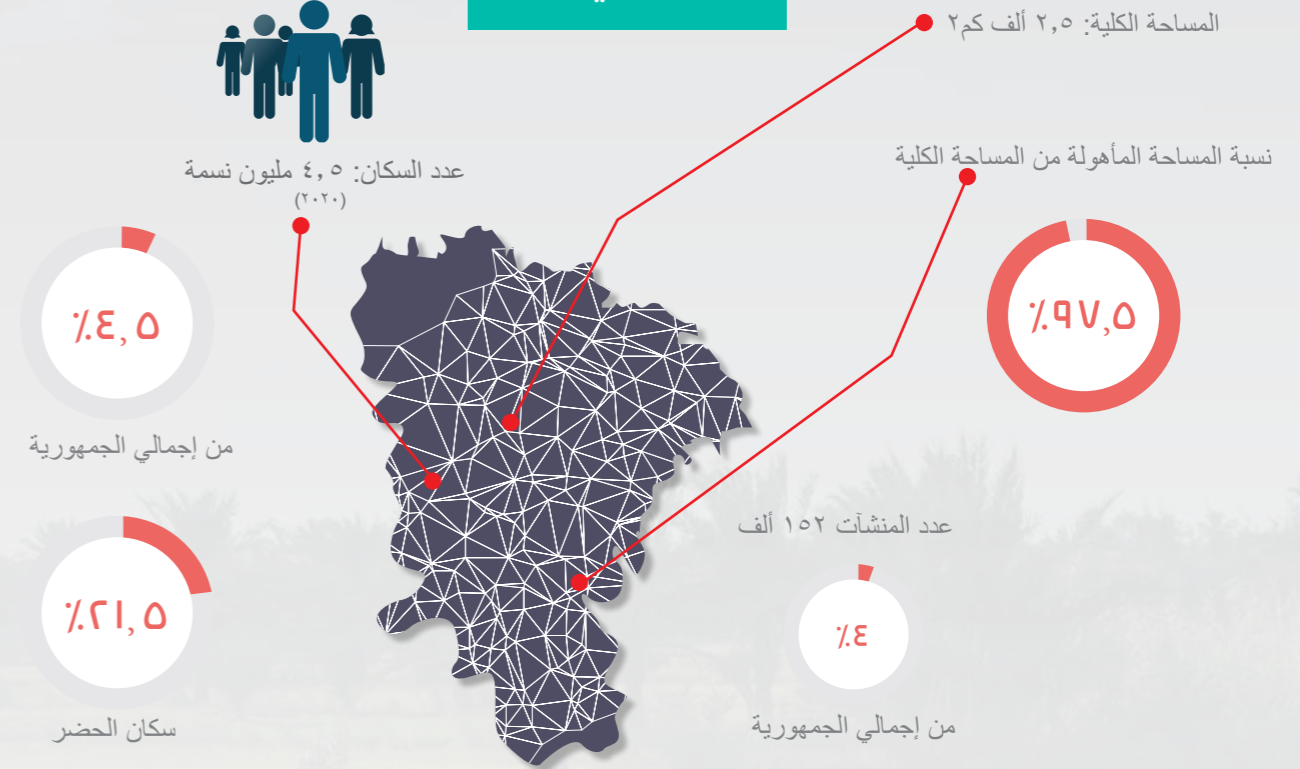 المساحة الكلية: ٢,٥ ألف كم٢
نسبة المساحة المأهولة من المساحة الكلية
٪٩٧,٥
عدد السكان: ٤,٥ مليون نسمة
(٢٠٢٠)
٪٤,٥
من إجمالي الجمهورية
٪٢١,٥
سكان الحضر
عدد المنشآت ١٥٢ ألف
٪٤
من إجمالي الجمهورية